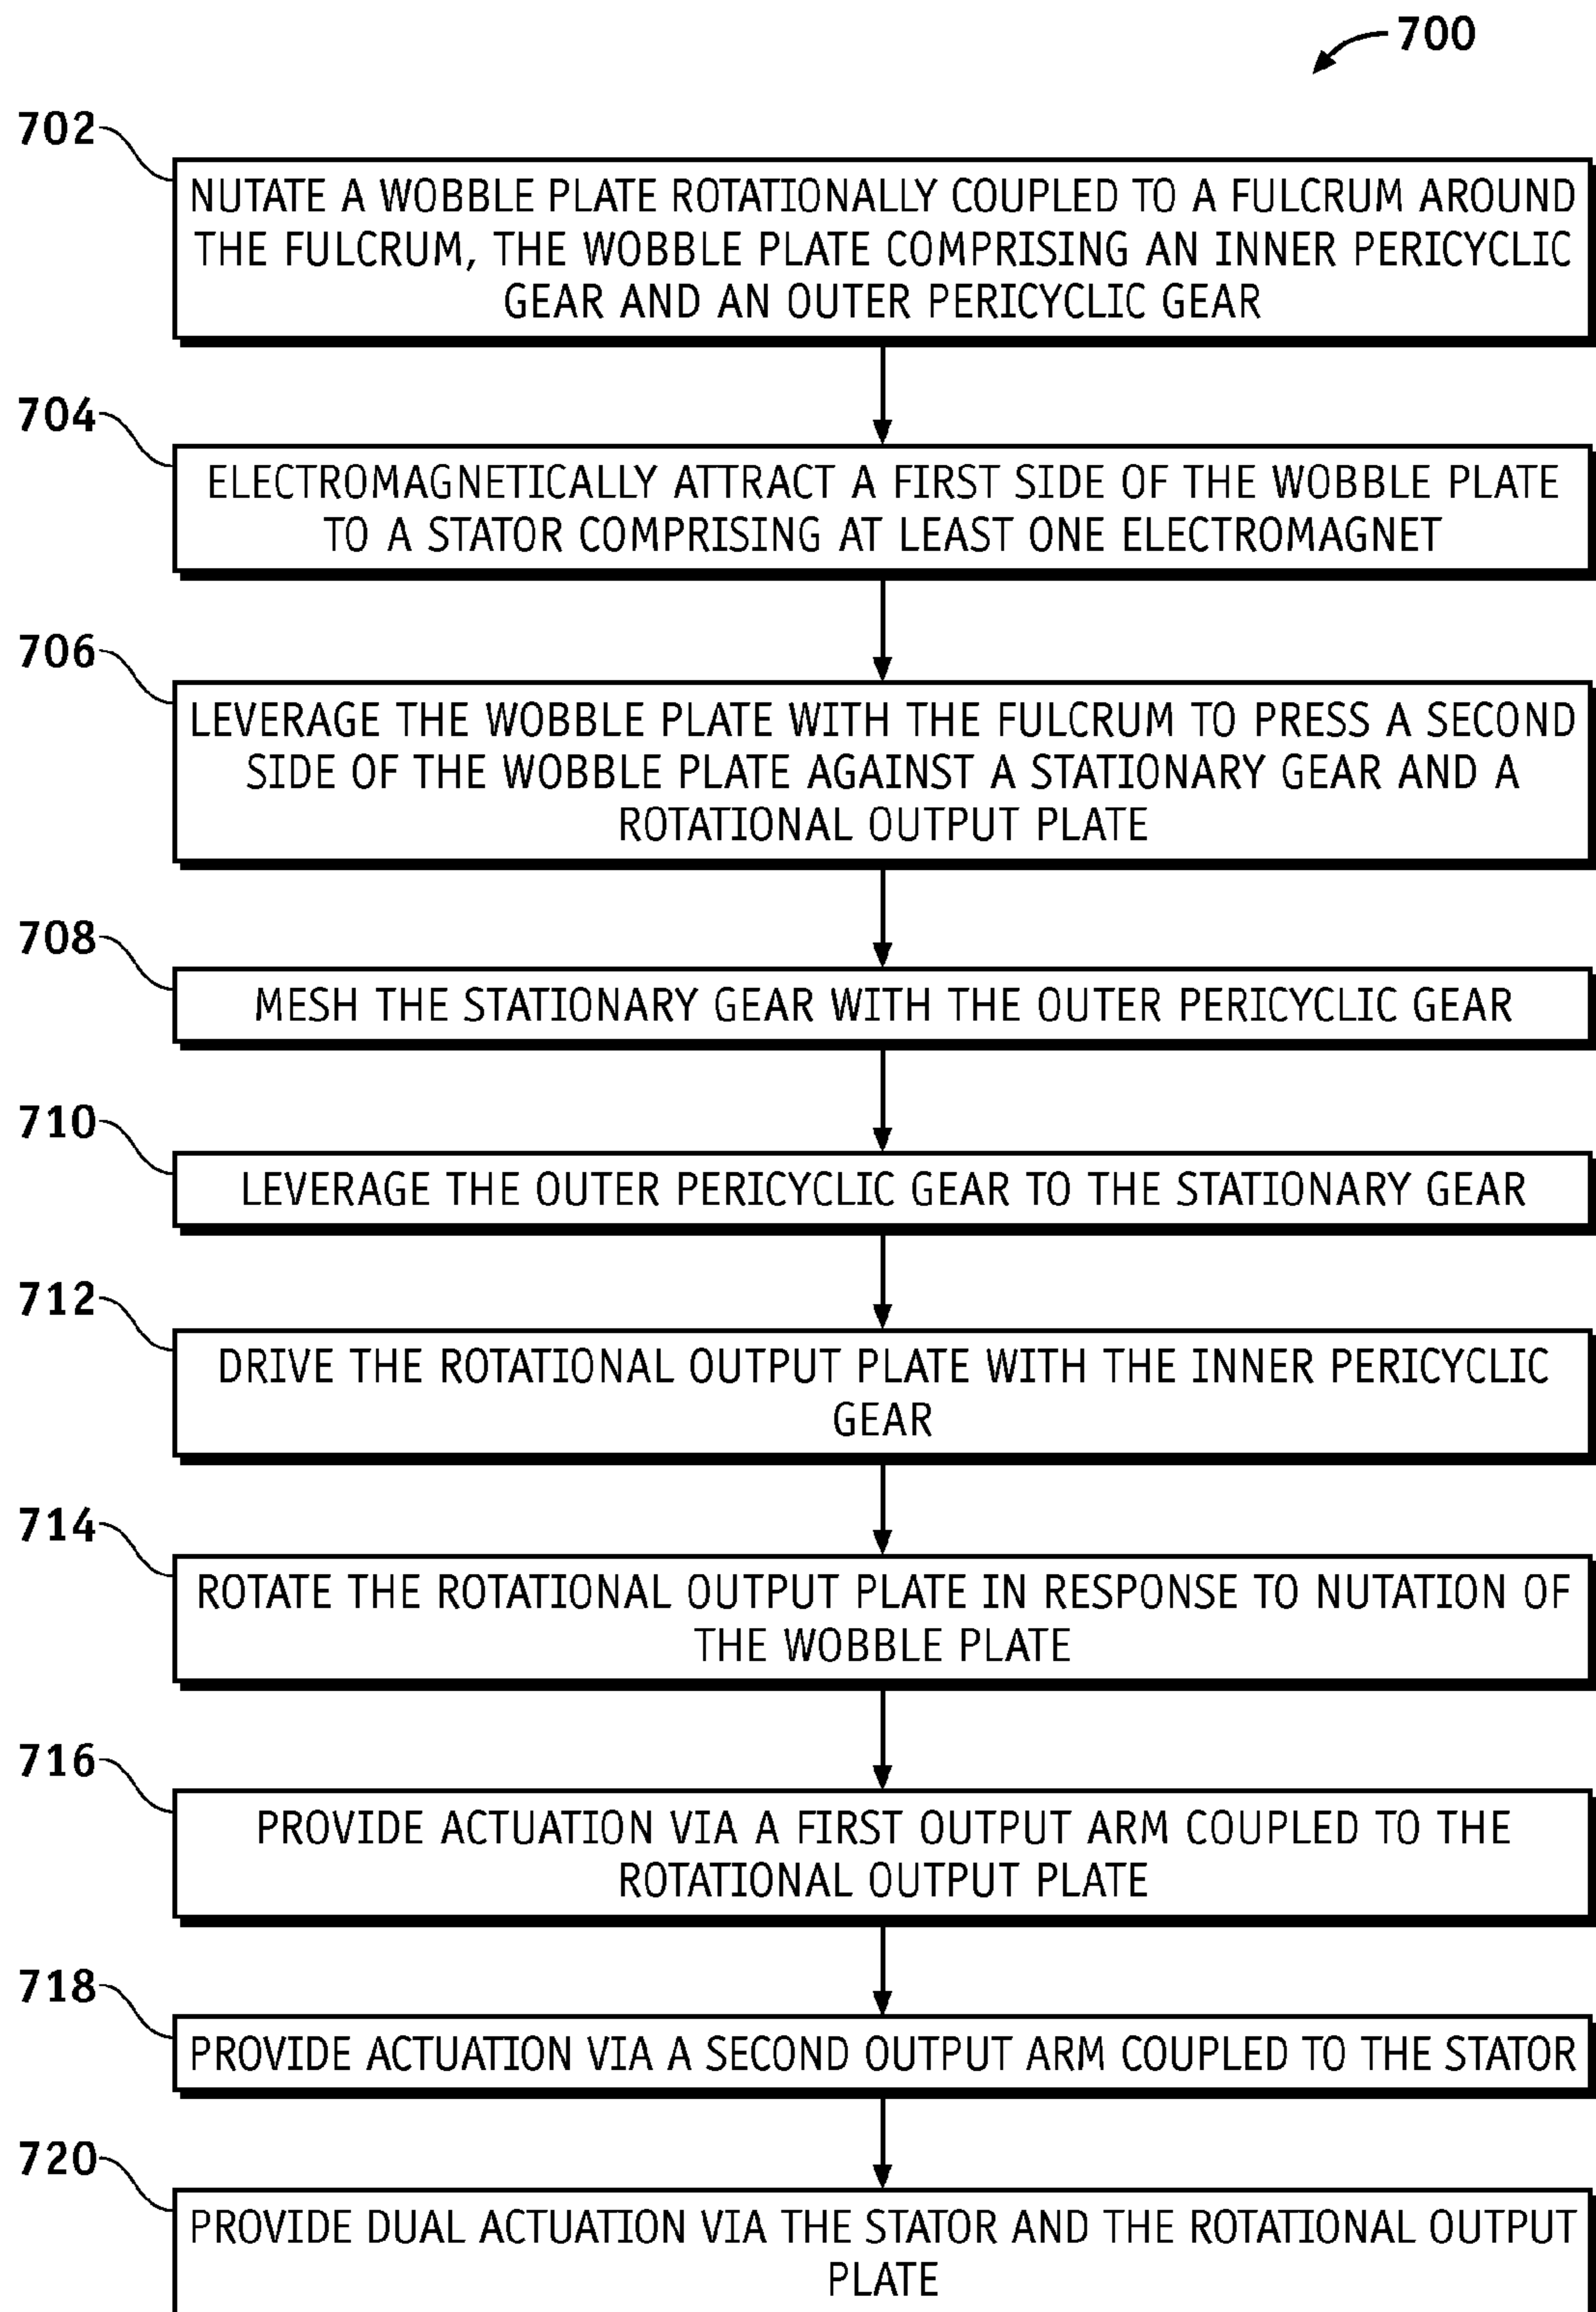 700
702
NUTATE A WOBBLE PLATE ROTATIONALLY COUPLED TO A FULCRUM AROUND
THE FULCRUM, THE WOBBLE PLATE COMPRISING AN INNER PERICYCLIC
GEAR AND AN OUTER PERICYCLIC GEAR
704
ELECTROMAGNETICALLY ATTRACT A FIRST SIDE OF THE WOBBLE PLATE
TO A STATOR COMPRISING AT LEAST ONE ELECTROMAGNET
706
LEVERAGE THE WOBBLE PLATE WITH THE FULCRUM TO PRESS A SECOND
SIDE OF THE WOBBLE PLATE AGAINST A STATIONARY GEAR AND A
ROTATIONAL OUTPUT PLATE
708
MESH THE STATIONARY GEAR WITH THE OUTER PERICYCLIC GEAR
710
LEVERAGE THE OUTER PERICYCLIC GEAR TO THE STATIONARY GEAR
712
DRIVE THE ROTATIONAL OUTPUT PLATE WITH THE INNER PERICYCLIC
GEAR
714
ROTATE THE ROTATIONAL OUTPUT PLATE IN RESPONSE TO NUTATION OF
THE WOBBLE PLATE
716
PROVIDE ACTUATION VIA A FIRST OUTPUT ARM COUPLED TO THE
ROTATIONAL OUTPUT PLATE
718
PROVIDE ACTUATION VIA A SECOND OUTPUT ARM COUPLED TO THE STATOR
720
PROVIDE DUAL ACTUATION VIA THE STATOR AND THE ROTATIONAL OUTPUT
PLATE